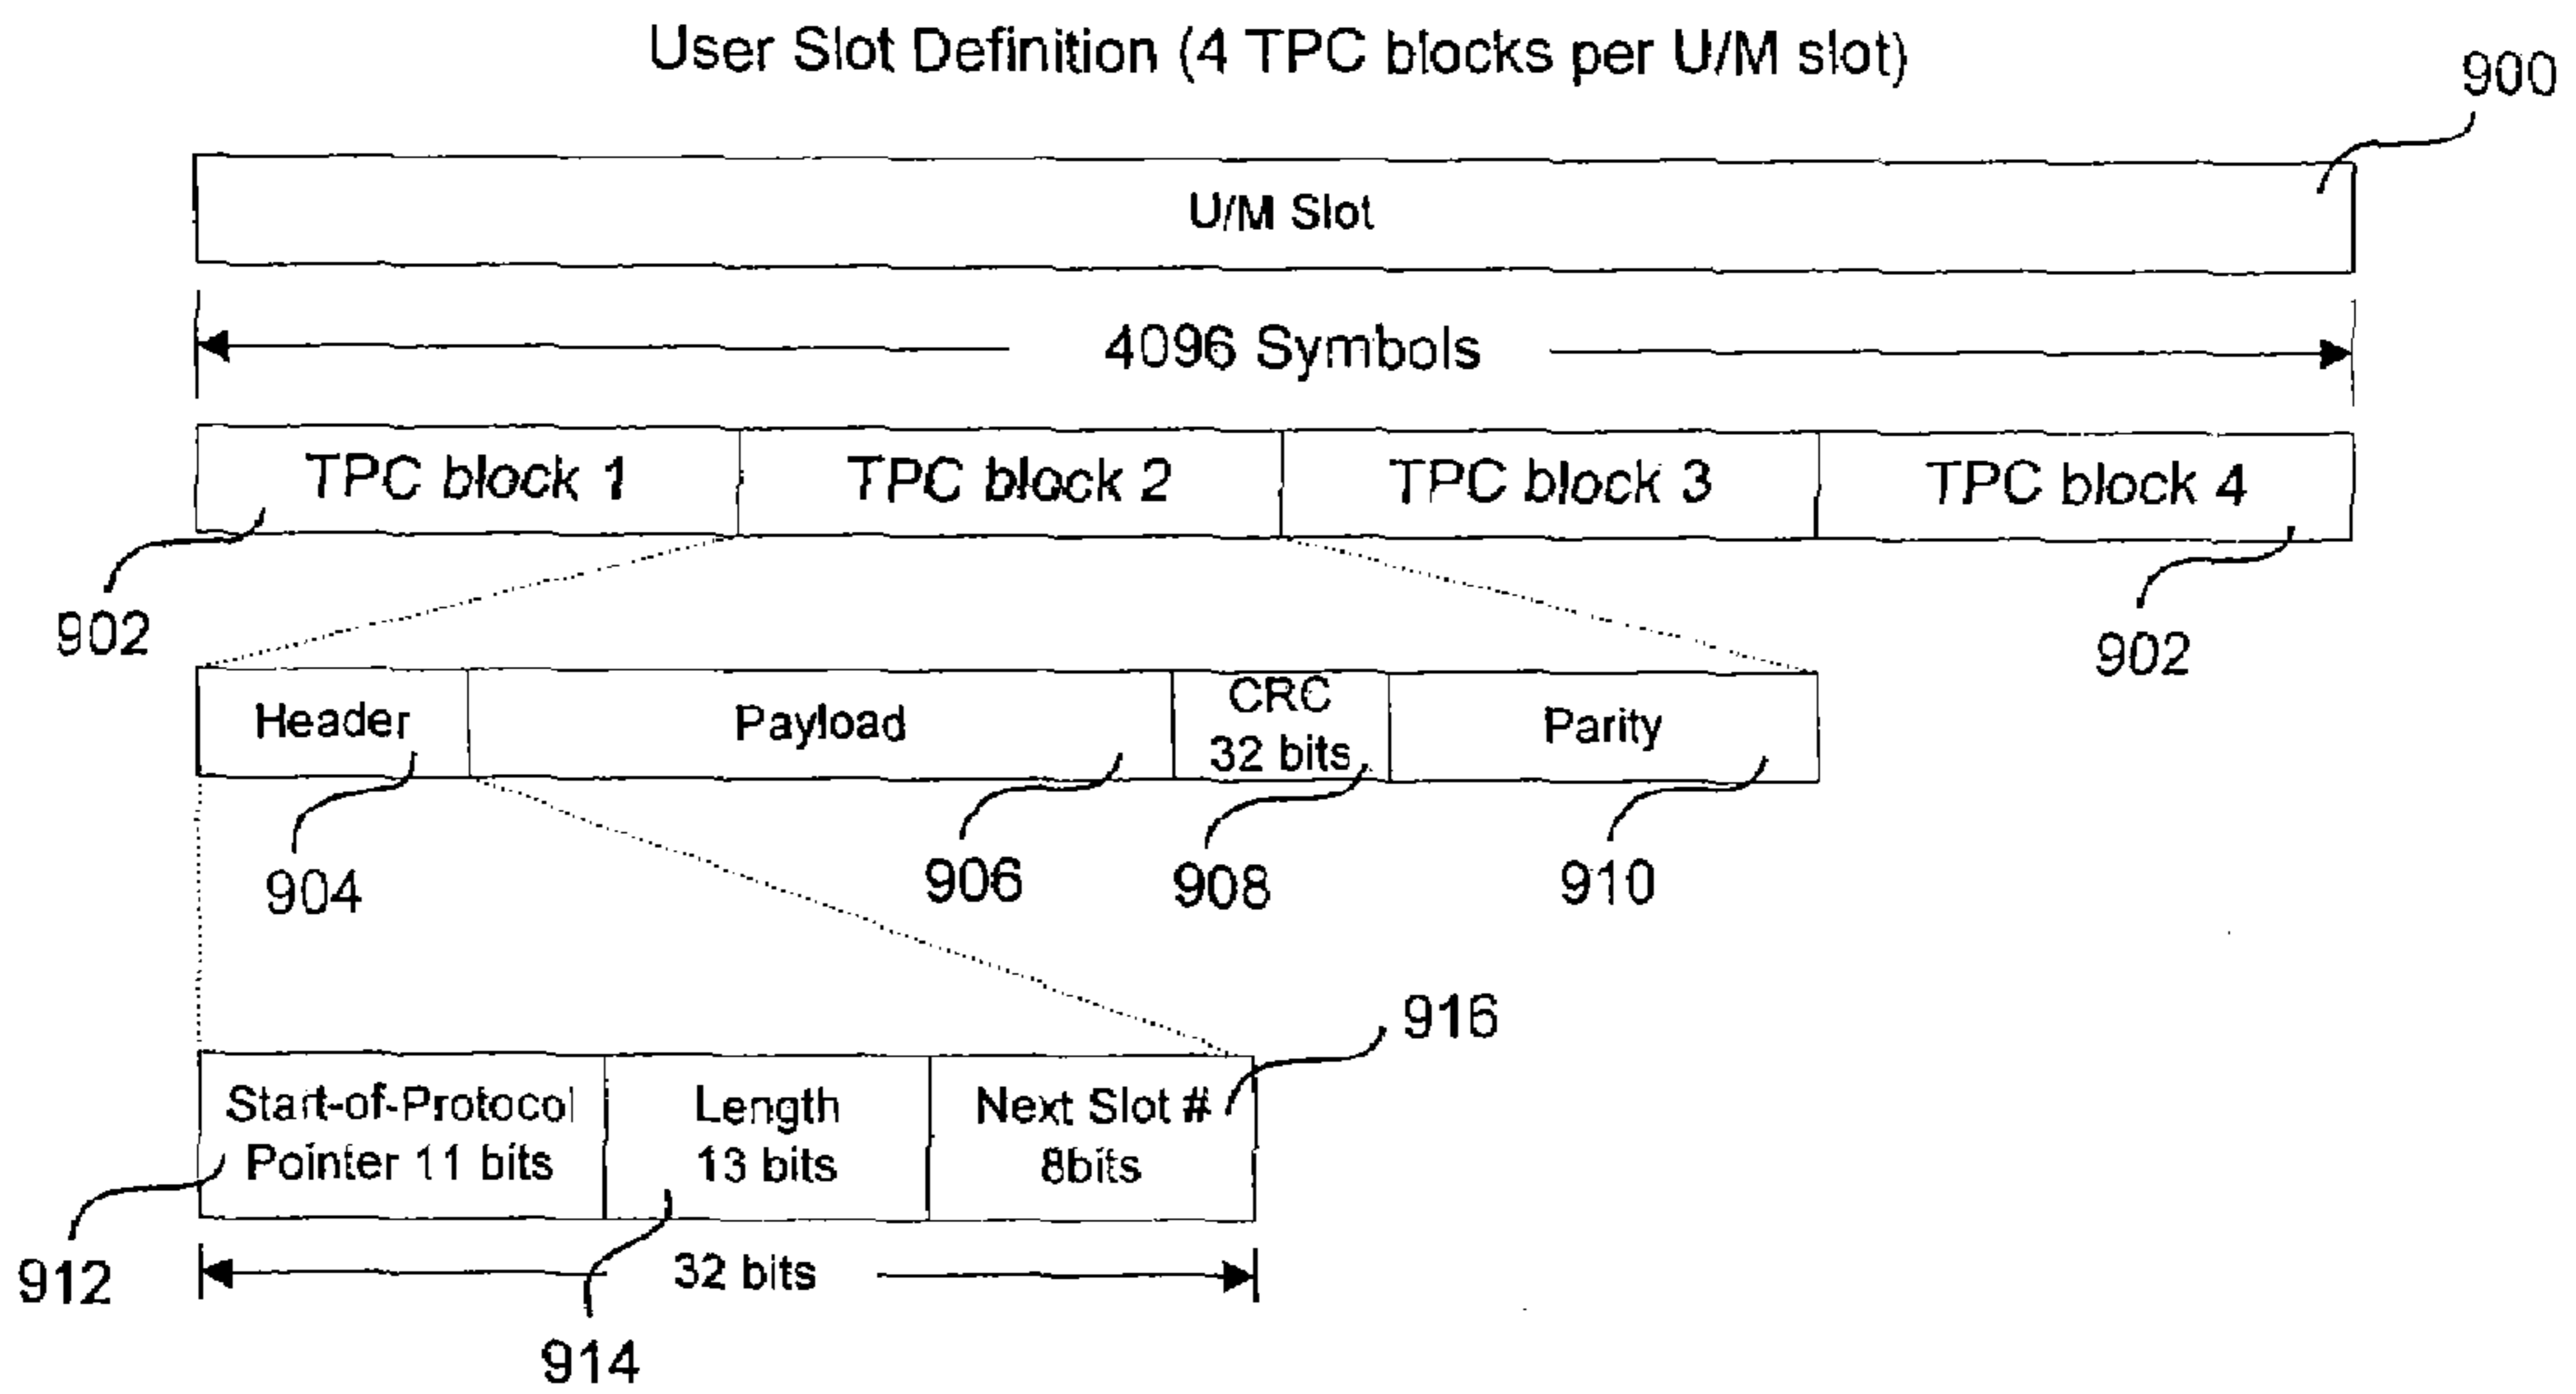 User Slot Definition (4 TPC blocks per U/M slot)
900
U/M Slot
4096 Symbols
TPC block 1
TPC block 2
TPC block 3
TPC block 4
902
902
Header
Payload
CRC
32 bits
Parity
904
906
908
910
916
Start-of-Protocol
Pointer 11 bits
Length
13 bits
Next Slot #
8bits
912
32 bits
914